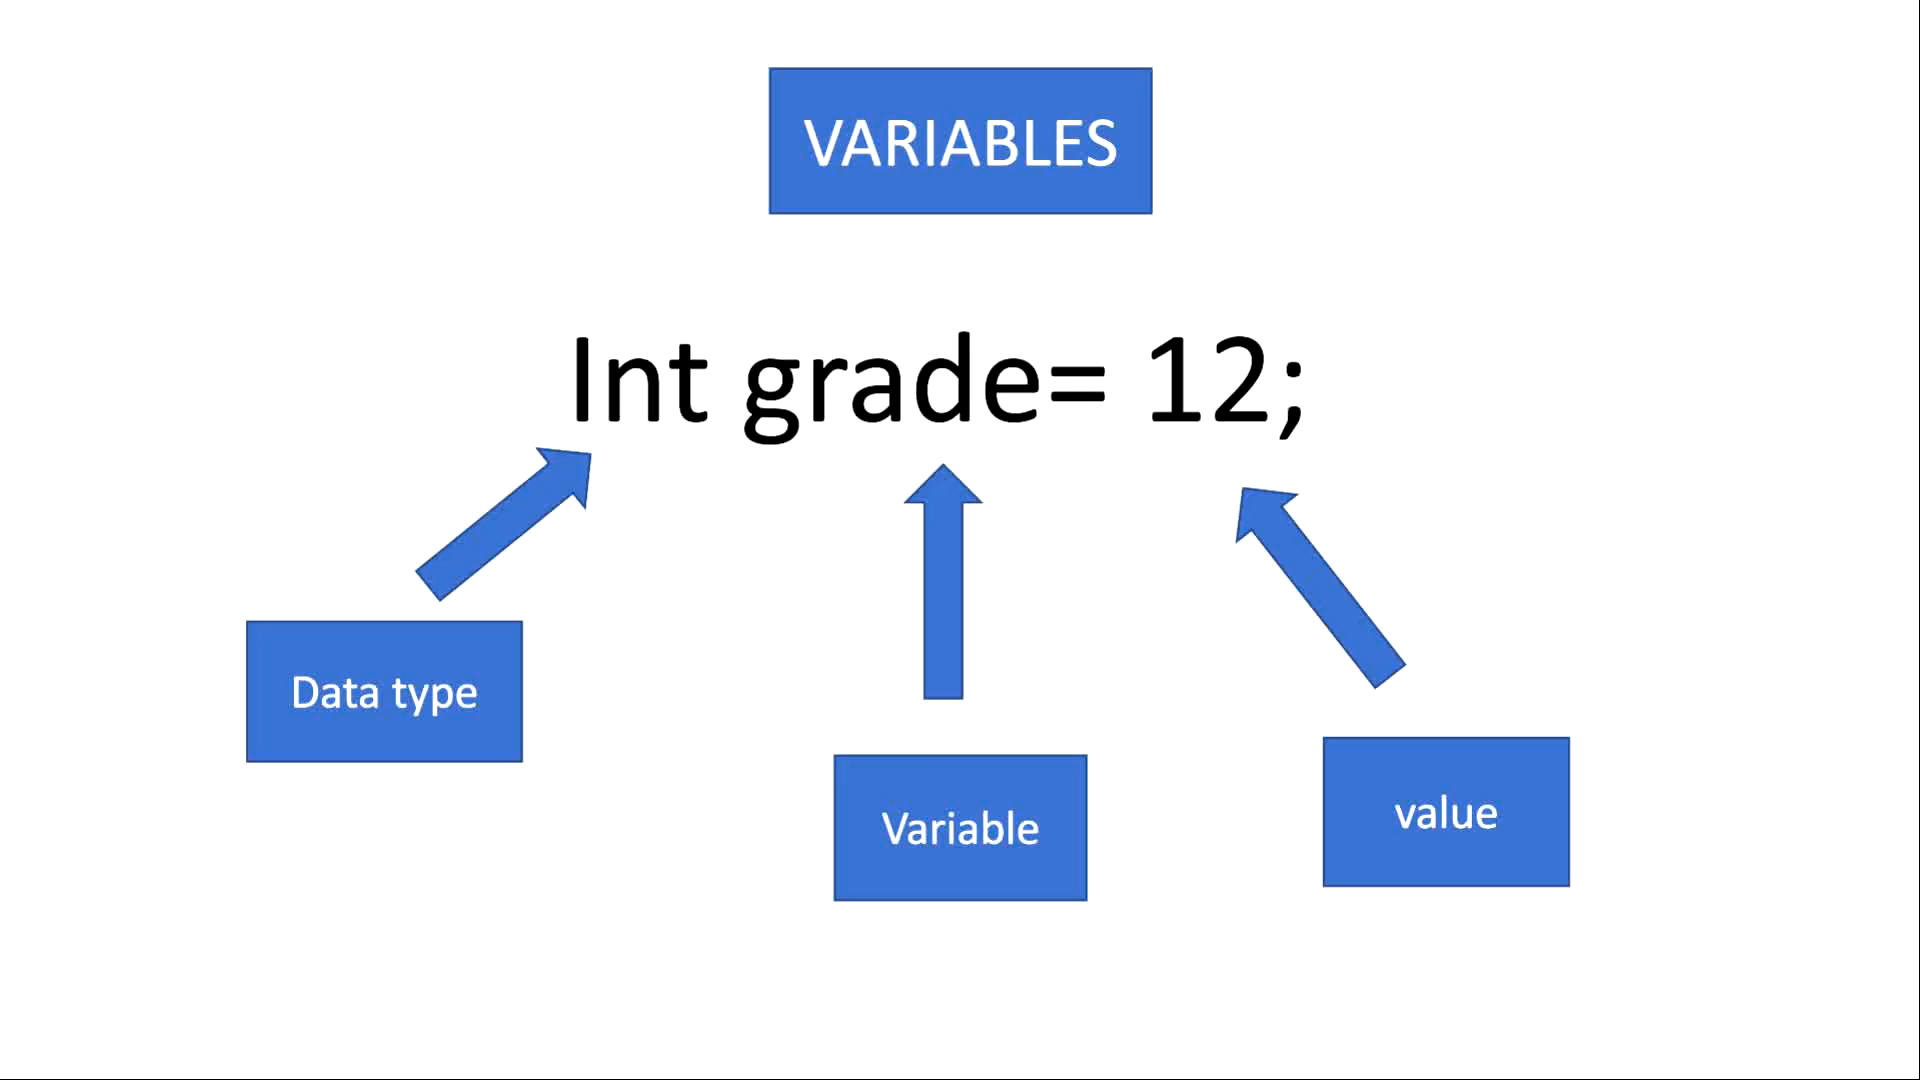 VARIABLES
Int grade= 12;
Data type
Variable
value